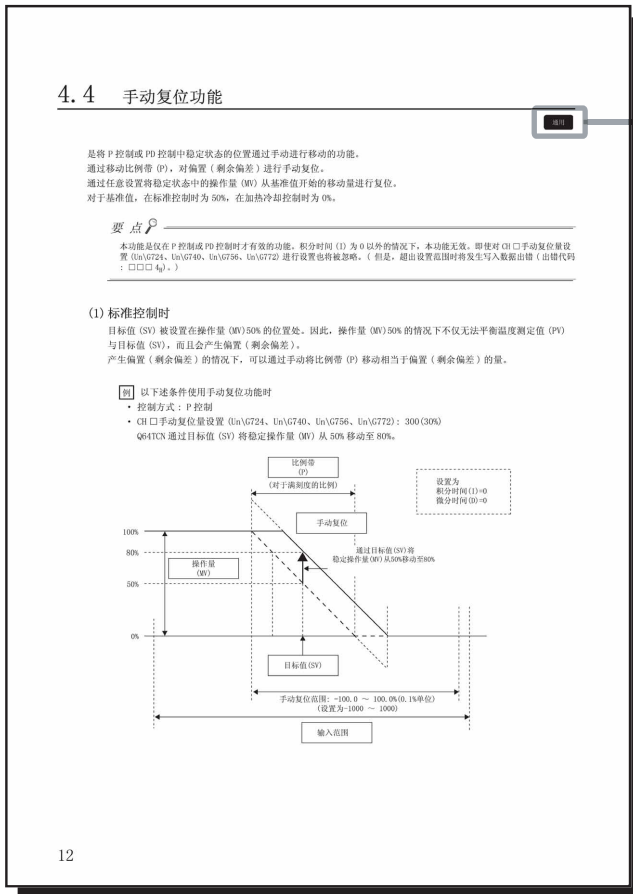 4.4 手动复位功能
通用
是将 P 控制或 PD 控制中稳定状态的位置通过手动进行移动的功能。
通过移动比例带 (P)，对偏置 ( 剩余偏差 ) 进行手动复位。
通过任意设置将稳定状态中的操作量 (MV) 从基准值开始的移动量进行复位。
对于基准值，在标准控制时为 50%，在加热冷却控制时为 0%。
要 点
本功能是仅在 P 控制或 PD 控制时才有效的功能。积分时间 (I) 为 0 以外的情况下，本功能无效。即使对 CH □手动复位量设
置 (Un\G724、Un\G740、Un\G756、Un\G772) 进行设置也将被忽略。( 但是，超出设置范围时将发生写入数据出错 ( 出错代码
: □□□ 4H)。)
(1) 标准控制时
目标值 (SV) 被设置在操作量 (MV)50% 的位置处。因此，操作量 (MV)50% 的情况下不仅无法平衡温度测定值 (PV)
与目标值 (SV)，而且会产生偏置 ( 剩余偏差 )。
产生偏置 ( 剩余偏差 ) 的情况下，可以通过手动将比例带 (P) 移动相当于偏置 ( 剩余偏差 ) 的量。
例 以下述条件使用手动复位功能时
• 控制方式 : P 控制
• CH □手动复位量设置 (Un\G724、Un\G740、Un\G756、Un\G772): 300(30%)
Q64TCN 通过目标值 (SV) 将稳定操作量 (MV) 从 50% 移动至 80%。
比例带
(P)
(对于满刻度的比例)
设置为
积分时间(I)=0
微分时间(D)=0
手动复位
100%
80%
通过目标值(SV)将
稳定操作量(MV)从50%移动至80%
操作量
(MV)
50%
0%
目标值(SV)
手动复位范围: -100.0 ～ 100.0%(0.1%单位)
(设置为-1000 ～ 1000)
输入范围
12